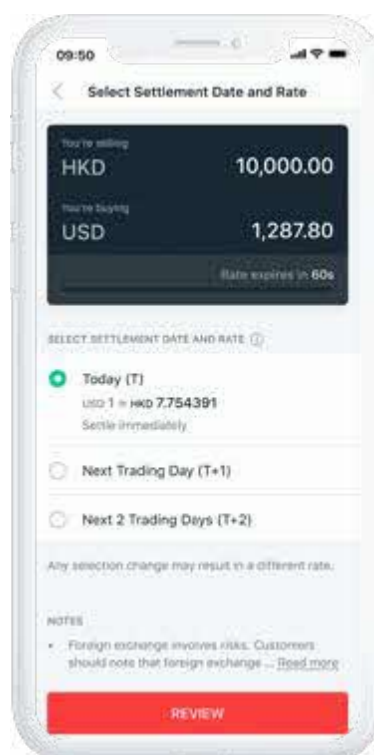 09:50
Select Settlement Date and Rate
You're selling
HKD 10,000.00
You're buying
USD 1,287.80
Rate expires in 60s
SELECT SETTLEMENT DATE AND RATE
Today (T)
USD 1 = HKD 7.754391
Settle immediately
Next Trading Day (T+1)
Next 2 Trading Days (T+2)
Any selection change may result in a different rate.
NOTES
• Foreign exchange involves risks. Customers
should note that foreign exchange ... Read more
REVIEW